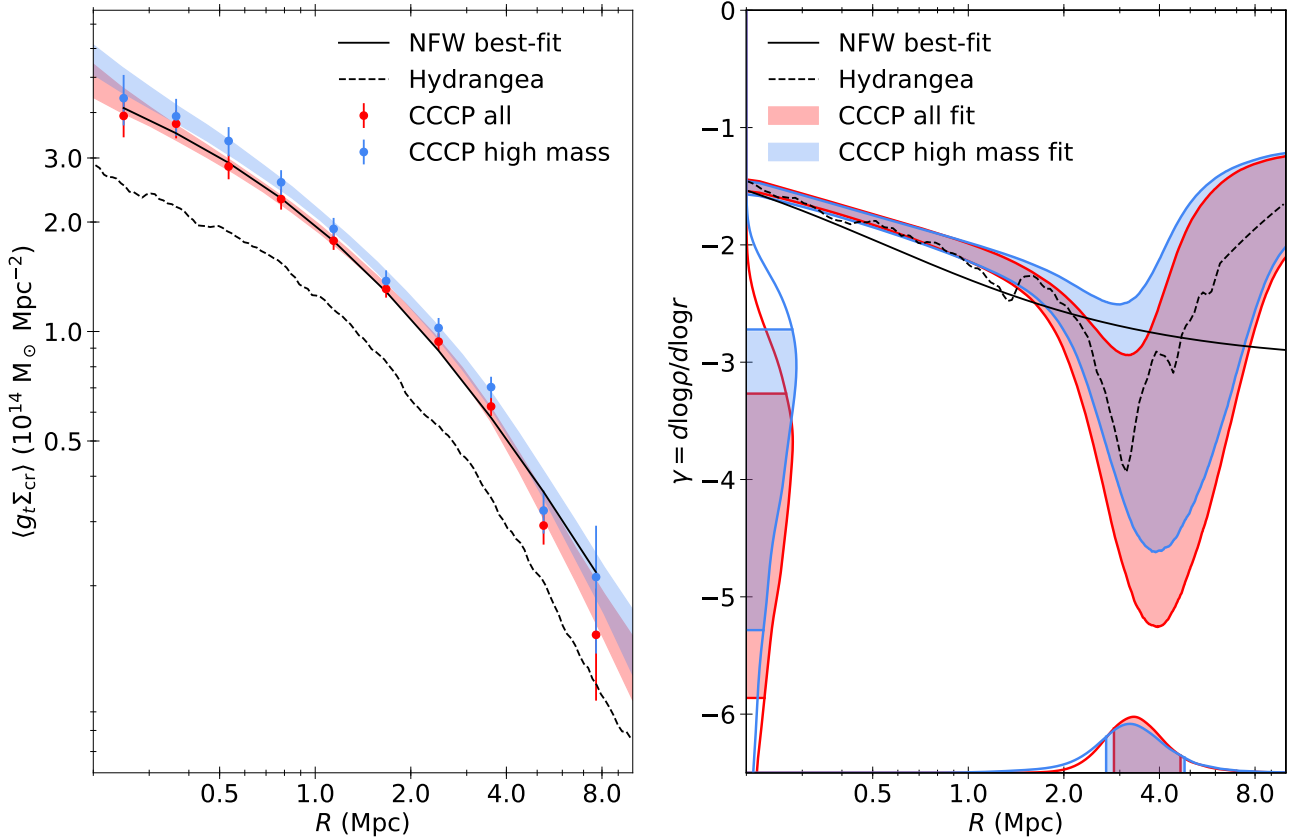 NFW best-fit
Hydrangea
CCCP all
CCCP high mass
3.0
2.0
1.0
0.5
⟨g_tΣ_cr⟩ (10^14 M_⊙ Mpc^−2)
0.5 1.0 2.0 4.0 8.0
R (Mpc)
NFW best-fit
Hydrangea
CCCP all fit
CCCP high mass fit
0
−1
−2
−3
−4
−5
−6
γ = dlogρ/dlogr
0.5 1.0 2.0 4.0 8.0
R (Mpc)